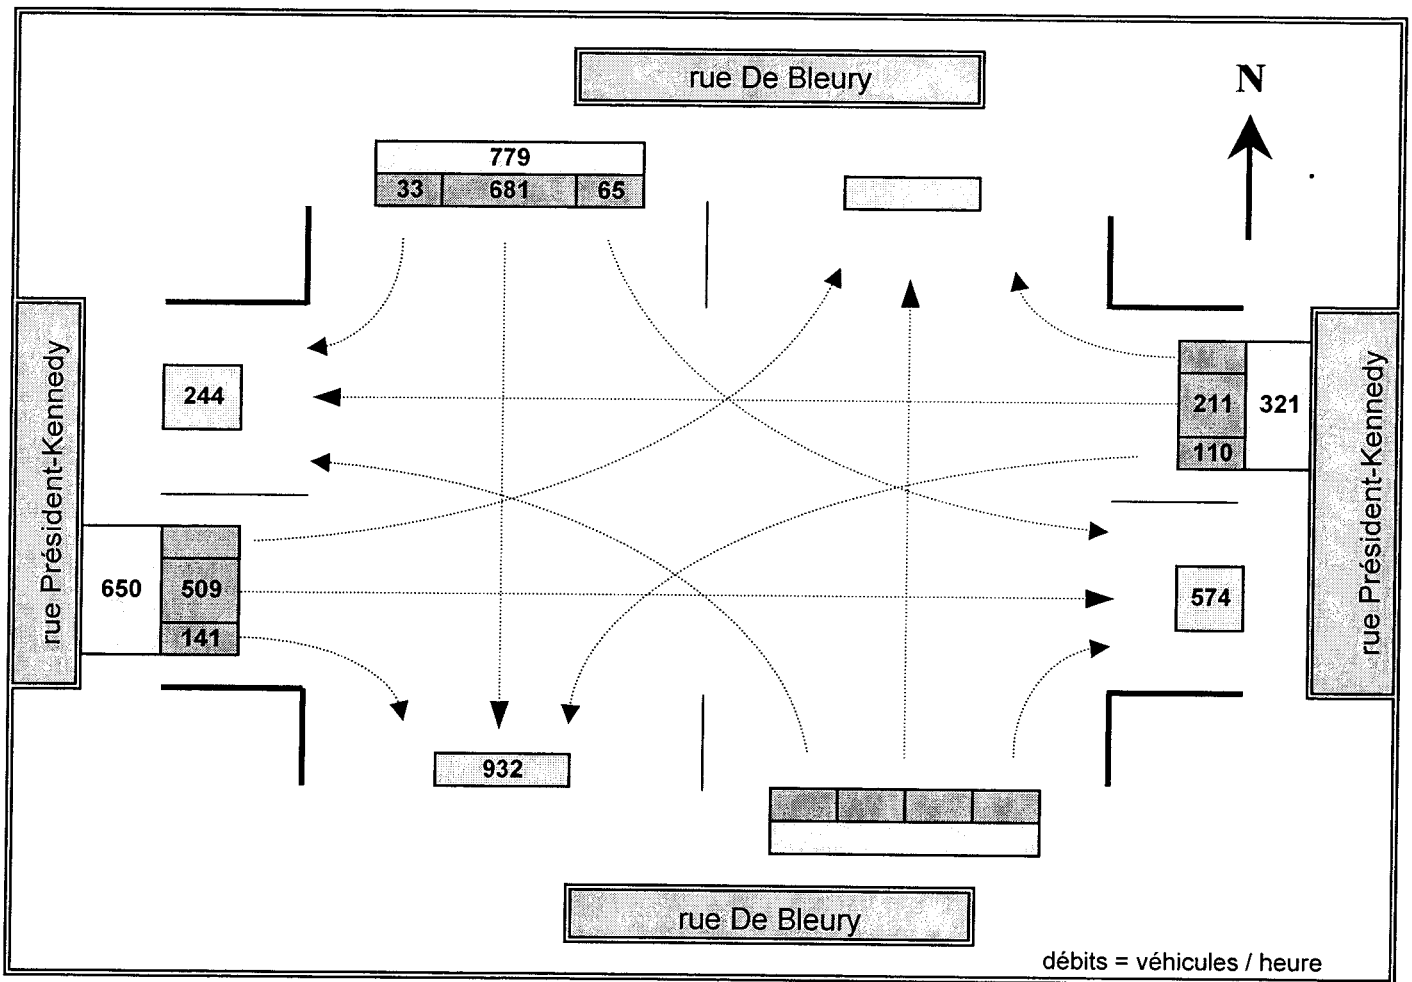 rue De Bleury
N
779
33 681 65
rue Président-Kennedy
244
211 321
110
rue Président-Kennedy
650 509
141
574
932
rue De Bleury
débits = véhicules / heure